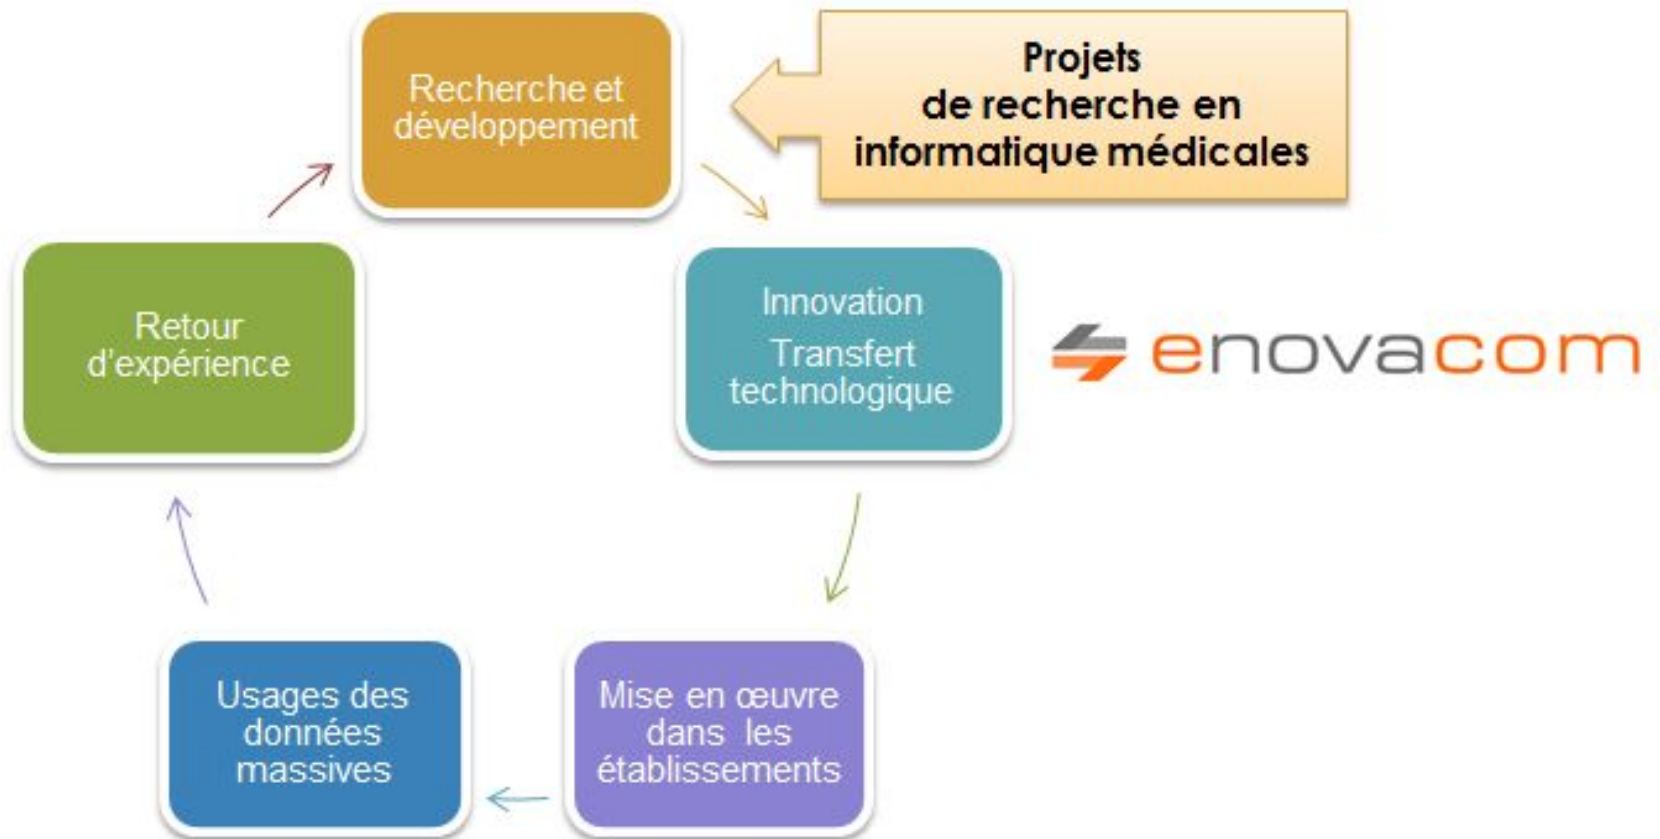 Recherche et
développement
Projets
de recherche en
informatique médicales
Innovation
Transfert
technologique
enovacom
Mise en œuvre
dans les
établissements
Usages des
données
massives
Retour
d'expérience